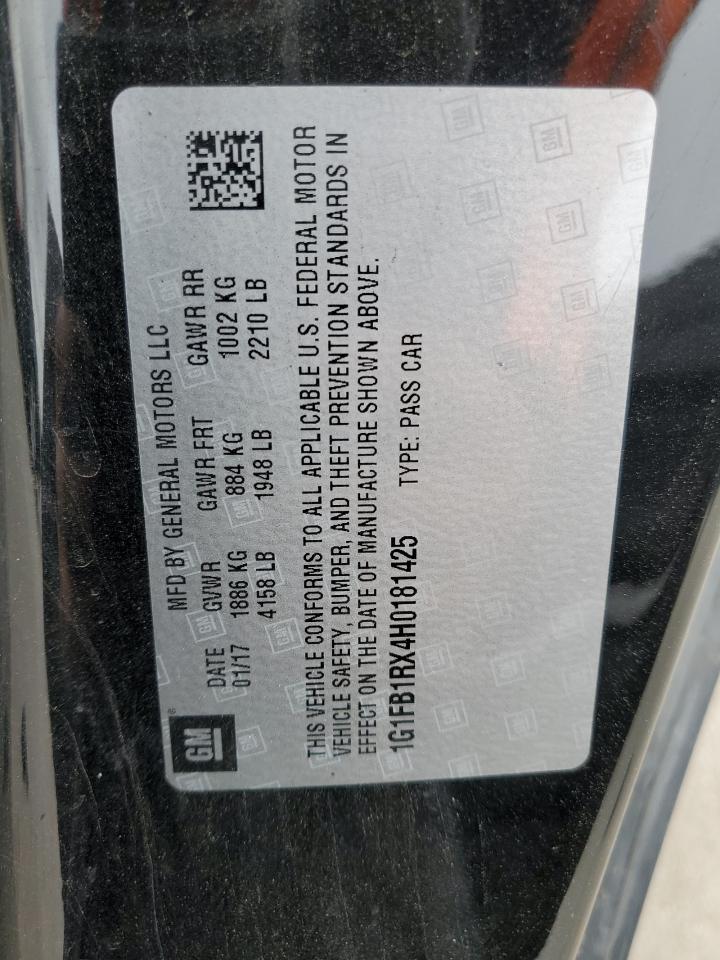 MFD BY GENERAL MOTORS LLC
DATE GVWR GAWR FRT GAWR RR
01/17 1886 KG 884 KG 1002 KG
4158 LB 1948 LB 2210 LB
GM®
THIS VEHICLE CONFORMS TO ALL APPLICABLE U.S. FEDERAL MOTOR
VEHICLE SAFETY, BUMPER, AND THEFT PREVENTION STANDARDS IN
EFFECT ON THE DATE OF MANUFACTURE SHOWN ABOVE.
1G1FB1RX4H0181425 TYPE: PASS CAR